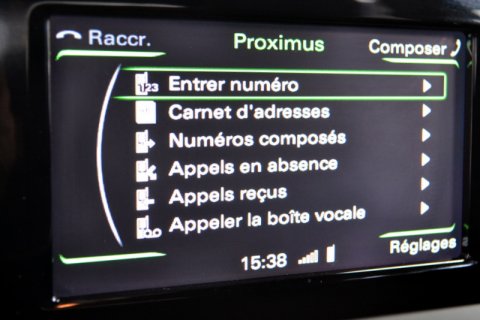 Raccr. Proximus Composer
Entrer numéro
Carnet d'adresses
Numéros composés
Appels en absence
Appels reçus
Appeler la boîte vocale
Réglages
15:38